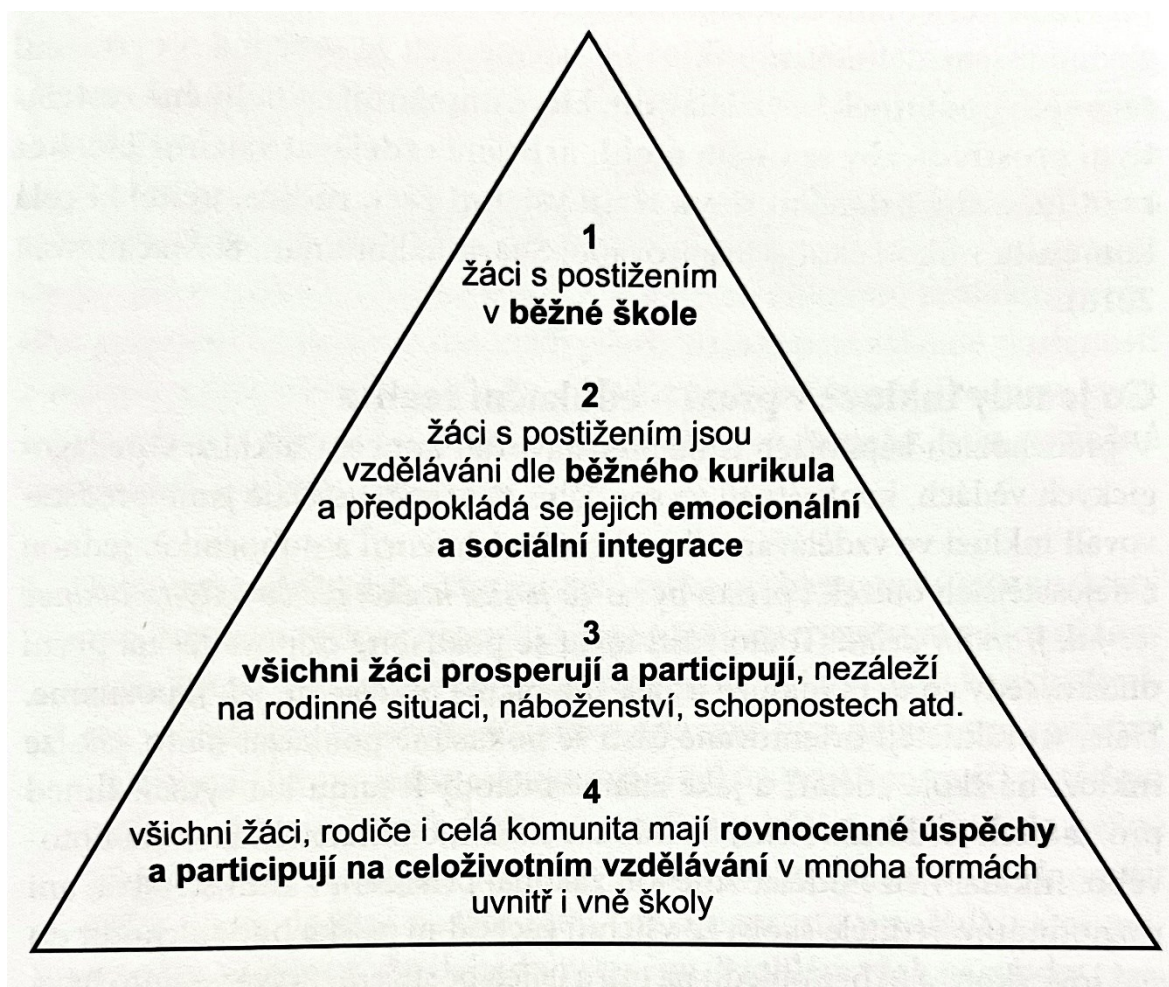 1
žáci s postižením
v běžné škole
2
žáci s postižením jsou
vzděláváni dle běžného kurikula
a předpokládá se jejich emocionální
a sociální integrace
3
všichni žáci prosperují a participují, nezáleží
na rodinné situaci, náboženství, schopnostech atd.
4
všichni žáci, rodiče i celá komunita mají rovnocenné úspěchy
a participují na celoživotním vzdělávání v mnoha formách
uvnitř i vně školy